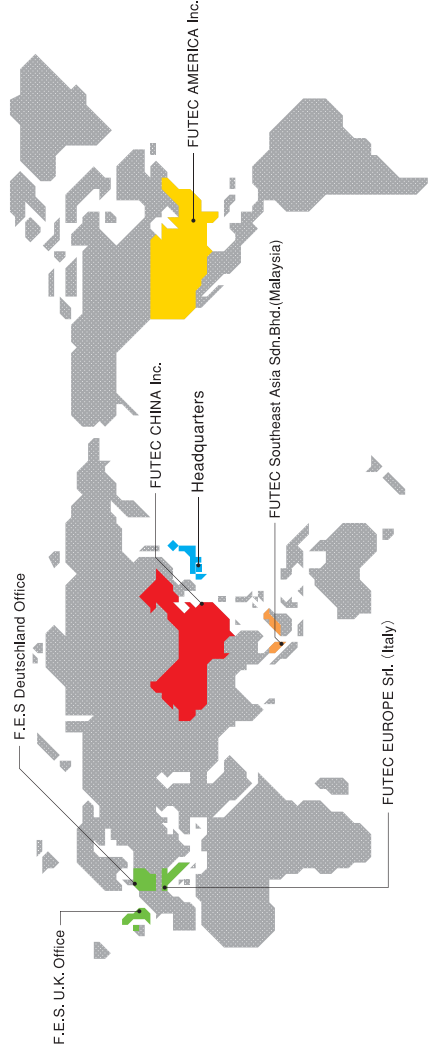 F.E.S. U.K. Office
F.E.S Deutschland Office
FUTEC CHINA Inc.
FUTEC AMERICA Inc.
Headquarters
FUTEC Southeast Asia Sdn.Bhd.(Malaysia)
FUTEC EUROPE Srl.（Italy）